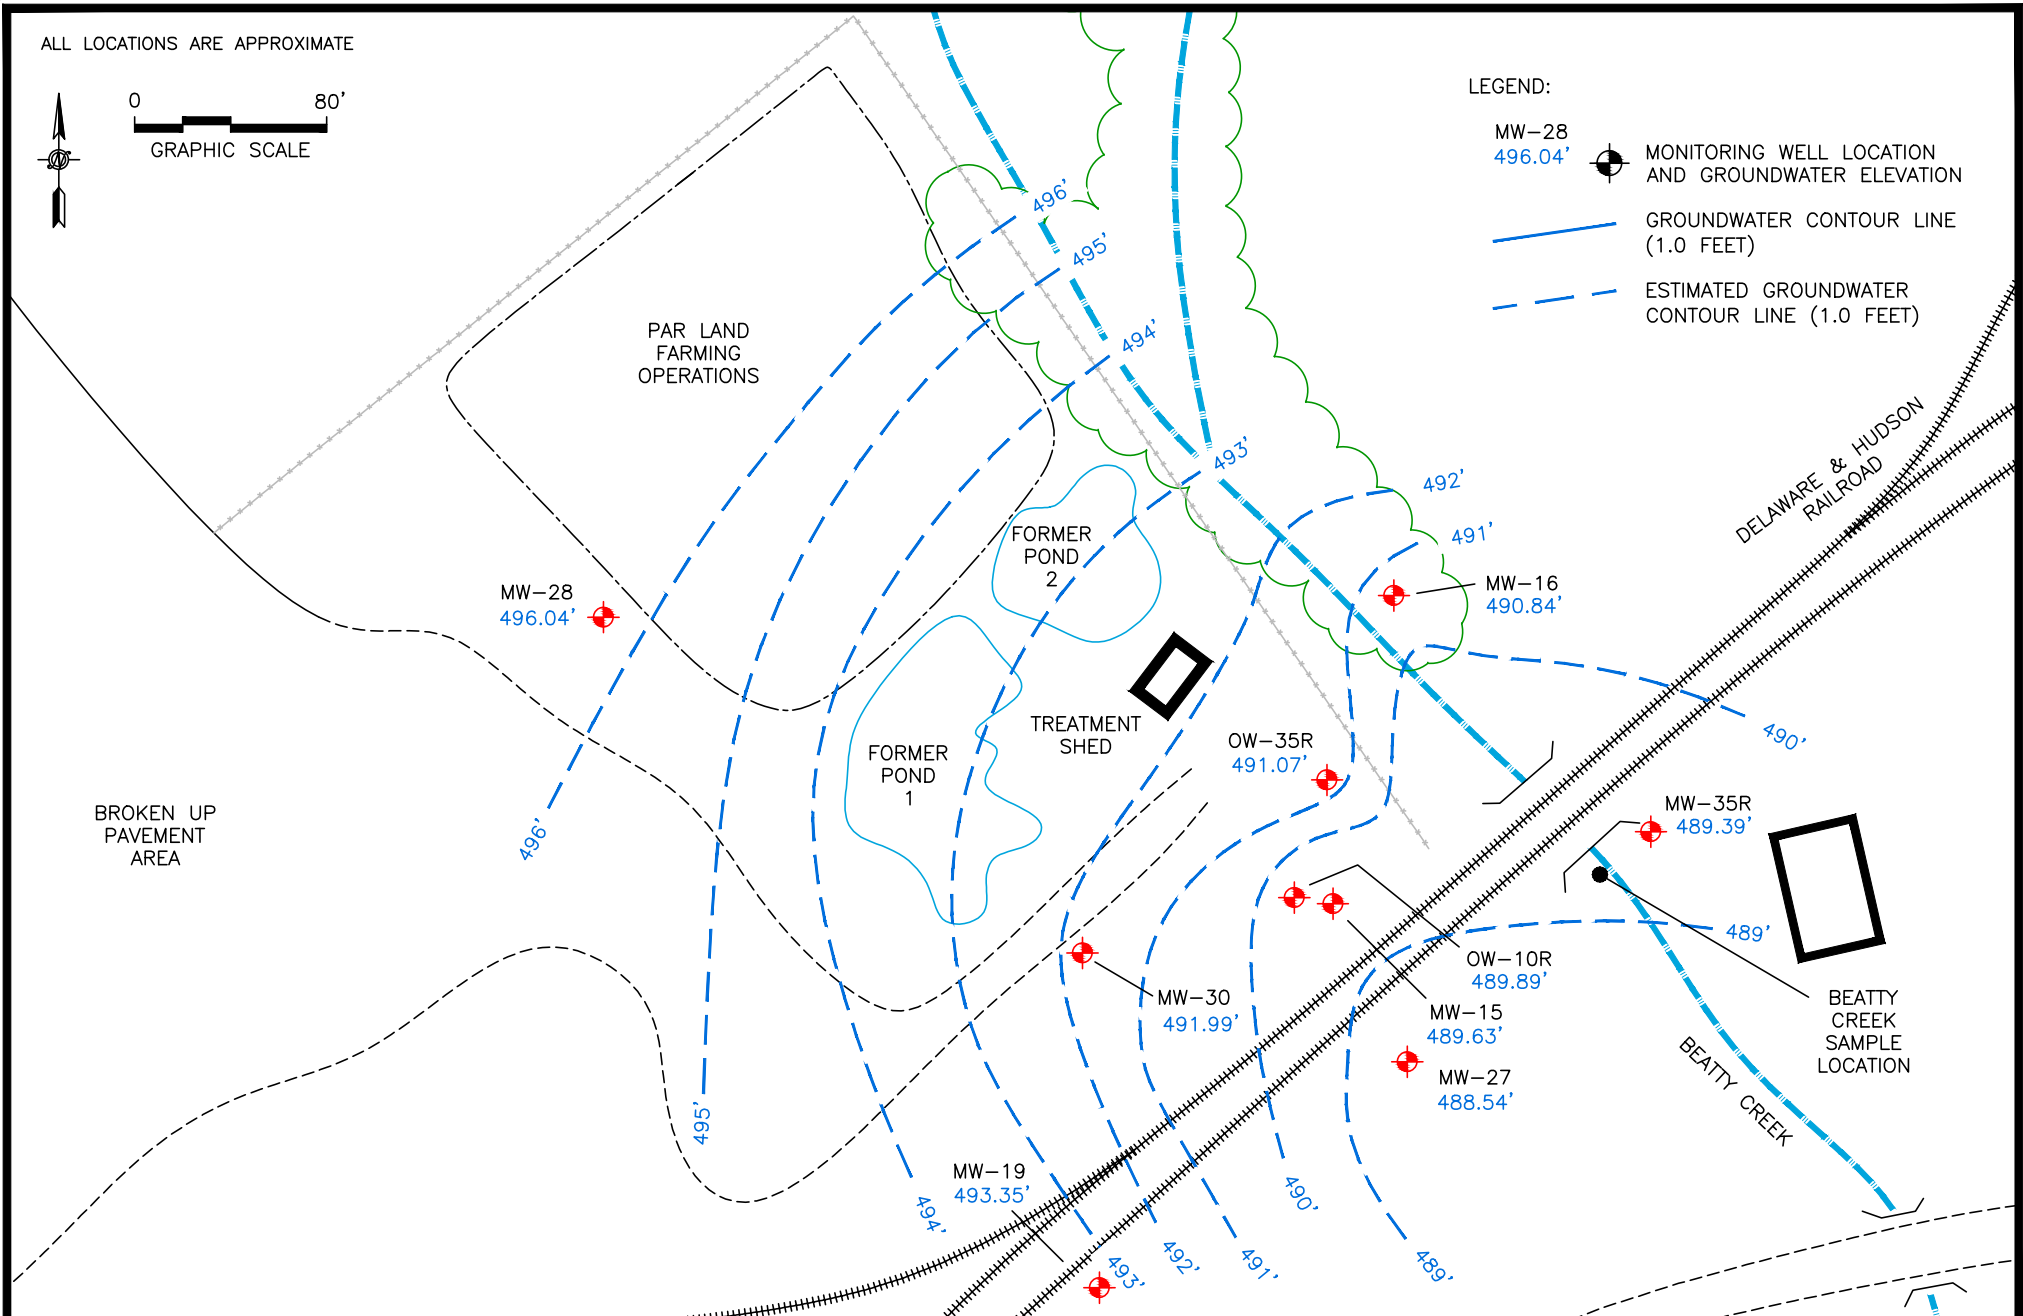 ALL LOCATIONS ARE APPROXIMATE
0 80'
GRAPHIC SCALE
N
LEGEND:
MW-28
496.04'
MONITORING WELL LOCATION
AND GROUNDWATER ELEVATION
GROUNDWATER CONTOUR LINE
(1.0 FEET)
ESTIMATED GROUNDWATER
CONTOUR LINE (1.0 FEET)
496'
495'
494'
493'
492'
491'
PAR LAND
FARMING
OPERATIONS
DELAWARE & HUDSON
RAILROAD
FORMER
POND
2
MW-28
496.04'
MW-16
490.84'
TREATMENT
SHED
FORMER
POND
1
OW-35R
491.07'
490'
MW-35R
489.39'
BROKEN UP
PAVEMENT
AREA
496'
489'
OW-10R
489.89'
MW-30
491.99'
MW-15
489.63'
BEATTY
CREEK
SAMPLE
LOCATION
MW-27
488.54'
BEATTY CREEK
495'
MW-19
493.35'
494'
493'
492'
491'
490'
489'